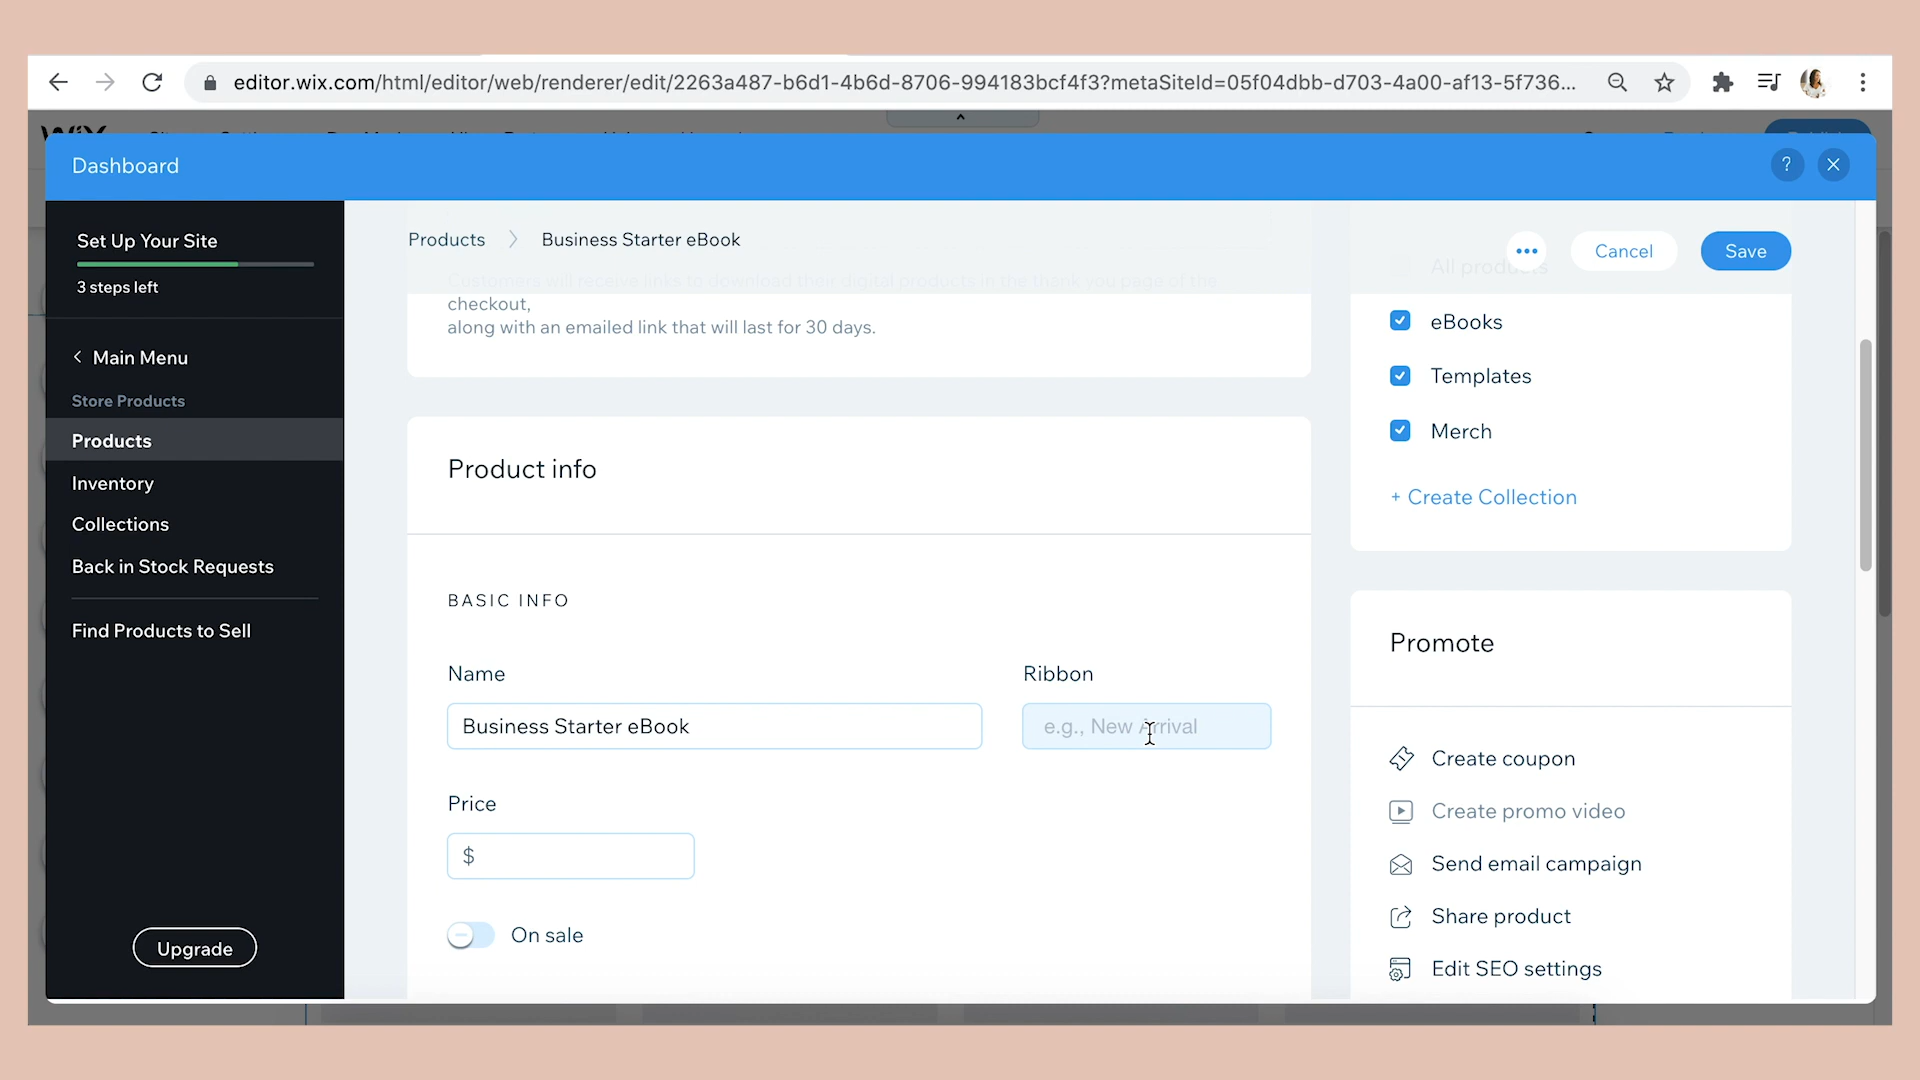 editor.wix.com/html/editor/web/renderer/edit/2263a487-b6d1-4b6d-8706-994183bcf4f3?metaSiteId=05f04dbb-d703-4a00-af13-5f736...
Dashboard
?
Set Up Your Site
3 steps left
Main Menu
Store Products
Products
Inventory
Collections
Back in Stock Requests
Find Products to Sell
Upgrade
Products > Business Starter eBook
Cancel
Save
Customers will receive links to download their digital products in the thank you page of the
checkout,
along with an emailed link that will last for 30 days.
Product info
BASIC INFO
Name
Ribbon
Business Starter eBook
e.g., New Arrival
Price
$
On sale
All products
eBooks
Templates
Merch
+ Create Collection
Promote
Create coupon
Create promo video
Send email campaign
Share product
Edit SEO settings